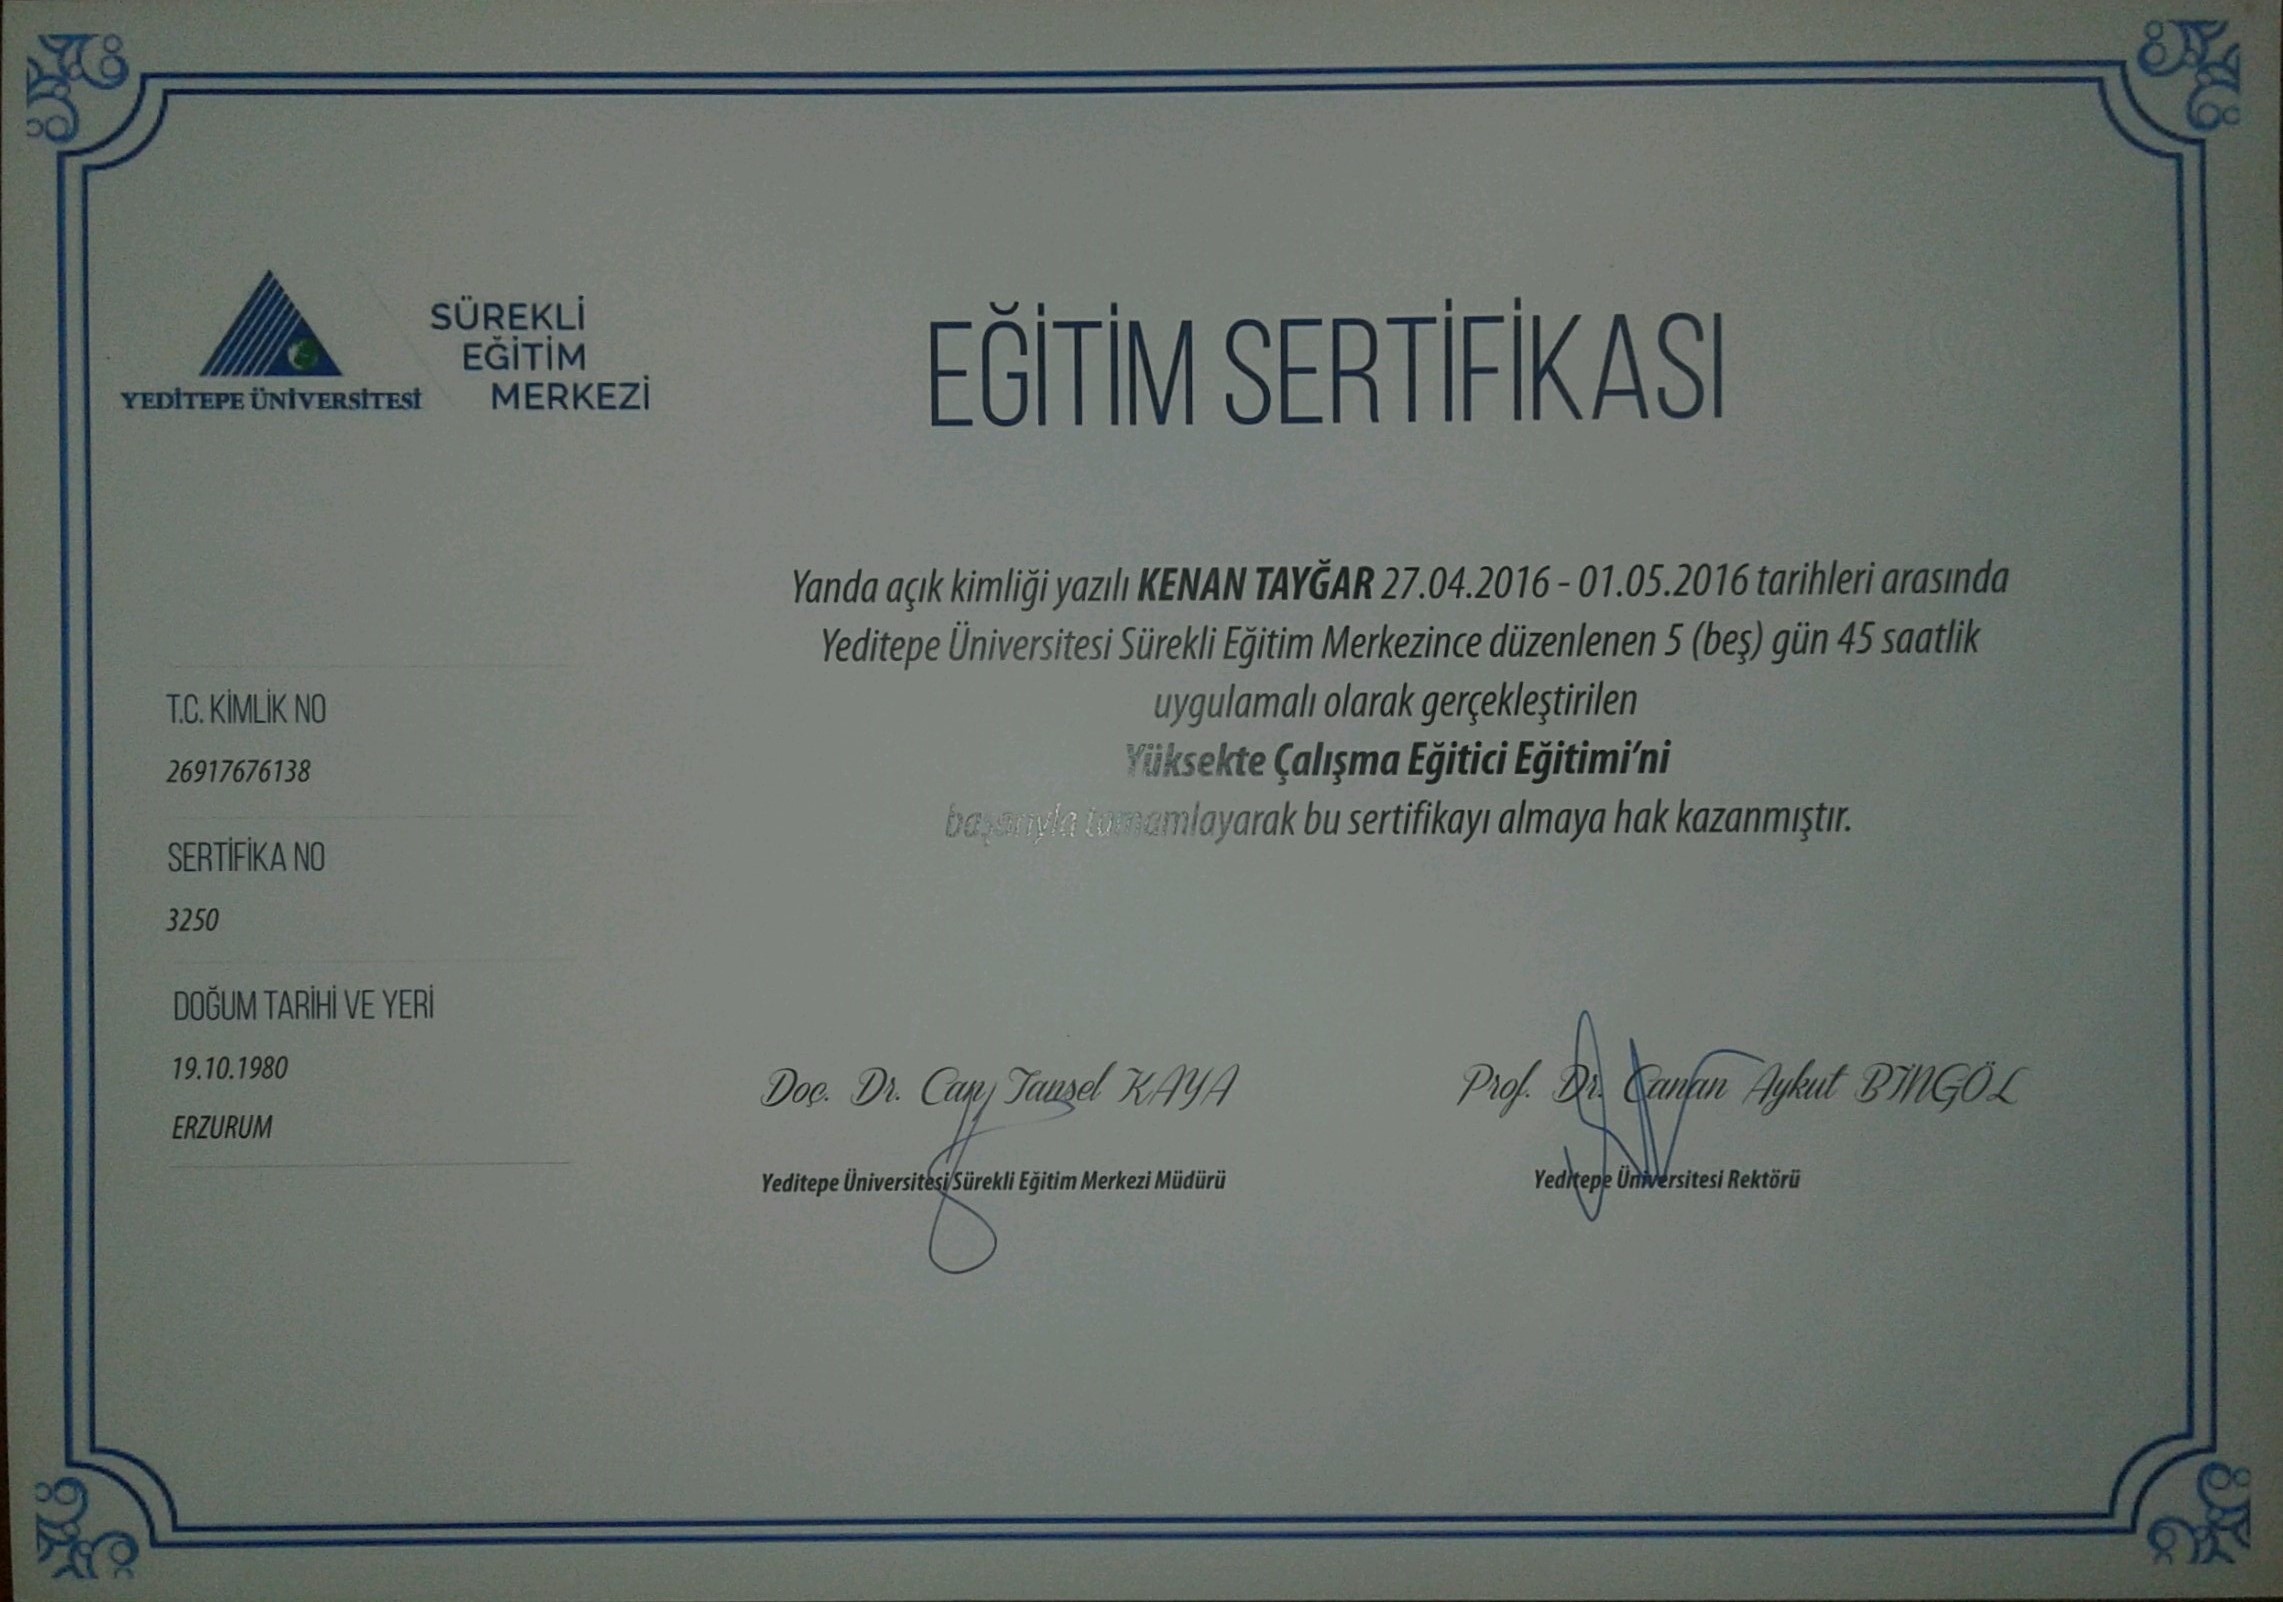 YEDİTEPE ÜNİVERSİTESİ
SÜREKLİ
EĞİTİM
MERKEZİ
EĞİTİM SERTİFİKASI
Yanda açık kimliği yazılı KENAN TAYĞAR 27.04.2016 - 01.05.2016 tarihleri arasında
Yeditepe Üniversitesi Sürekli Eğitim Merkezince düzenlenen 5 (beş) gün 45 saatlik
uygulamalı olarak gerçekleştirilen
Yüksekte Çalışma Eğitici Eğitimi'ni
başarıyla tamamlayarak bu sertifikayı almaya hak kazanmıştır.
T.C. KİMLİK NO
26917676138
SERTİFİKA NO
3250
DOĞUM TARİHİ VE YERİ
19.10.1980
ERZURUM
Doç. Dr. Can Tansel KAYA
Yeditepe Üniversitesi Sürekli Eğitim Merkezi Müdürü
Prof. Dr. Canan Aykut BİNGÖL
Yeditepe Üniversitesi Rektörü